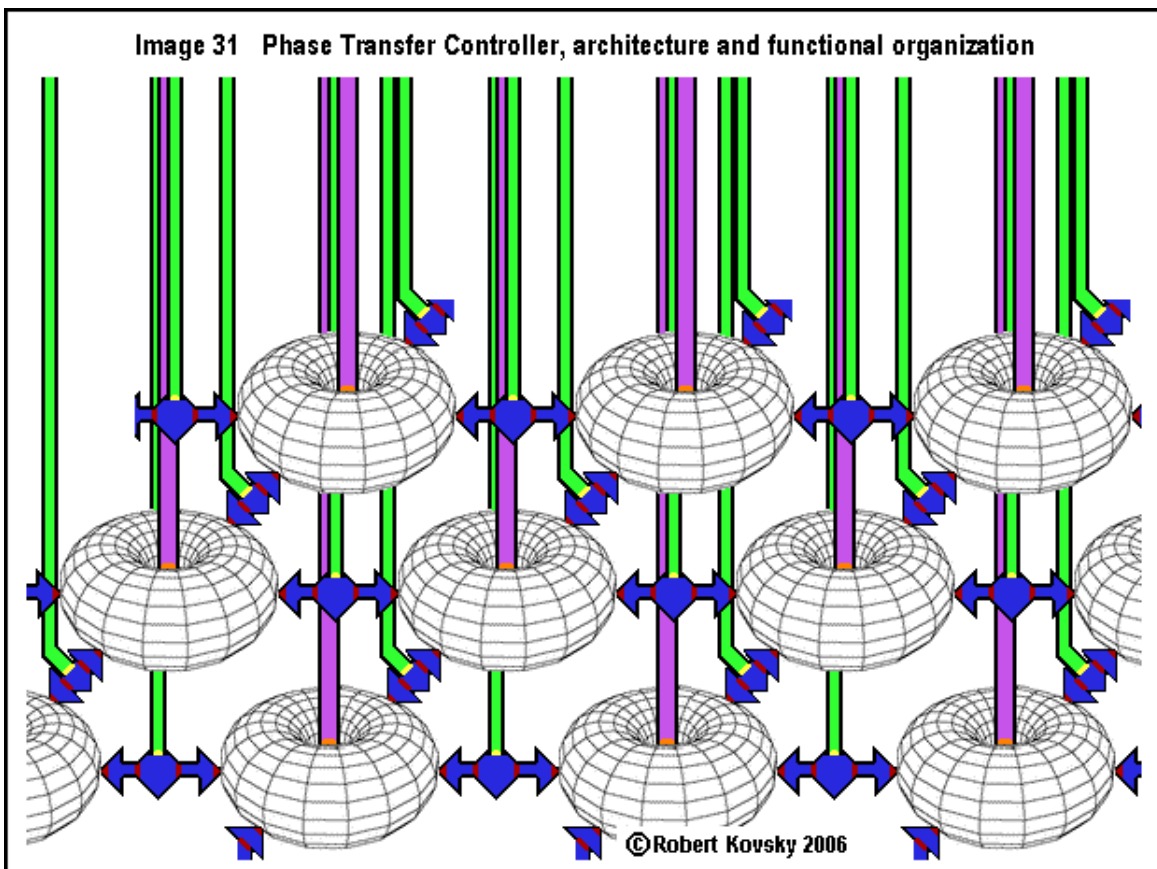 Image 31 Phase Transfer Controller, architecture and functional organization
©Robert Kovsky 2006